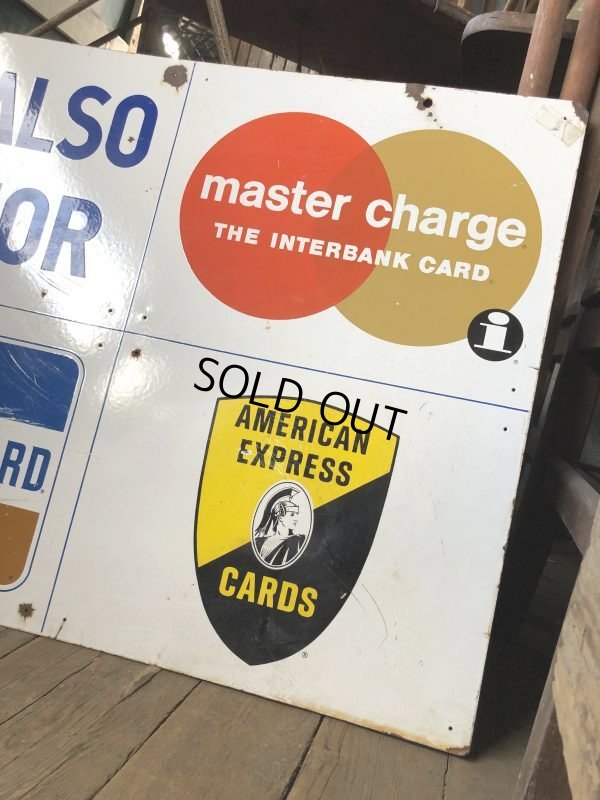 ALSO
OR
master charge
THE INTERBANK CARD
i
SOLD OUT
RD
AMERICAN
EXPRESS
CARDS
®